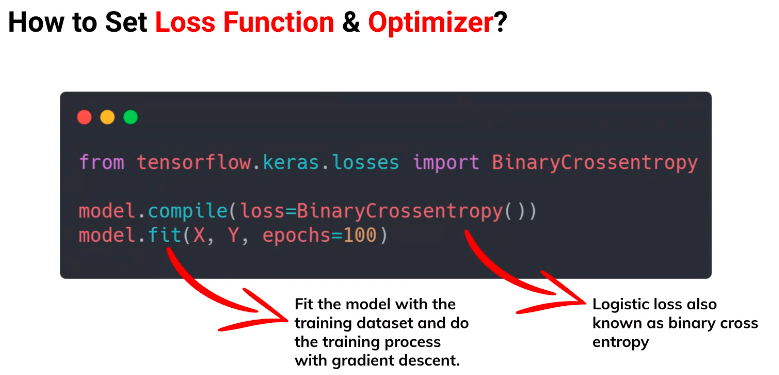 How to Set Loss Function & Optimizer?
from tensorflow.keras.losses import BinaryCrossentropy
model.compile(loss=BinaryCrossentropy())
model.fit(X, Y, epochs=100)
Fit the model with the
training dataset and do
the training process
with gradient descent.
Logistic loss also
known as binary cross
entropy